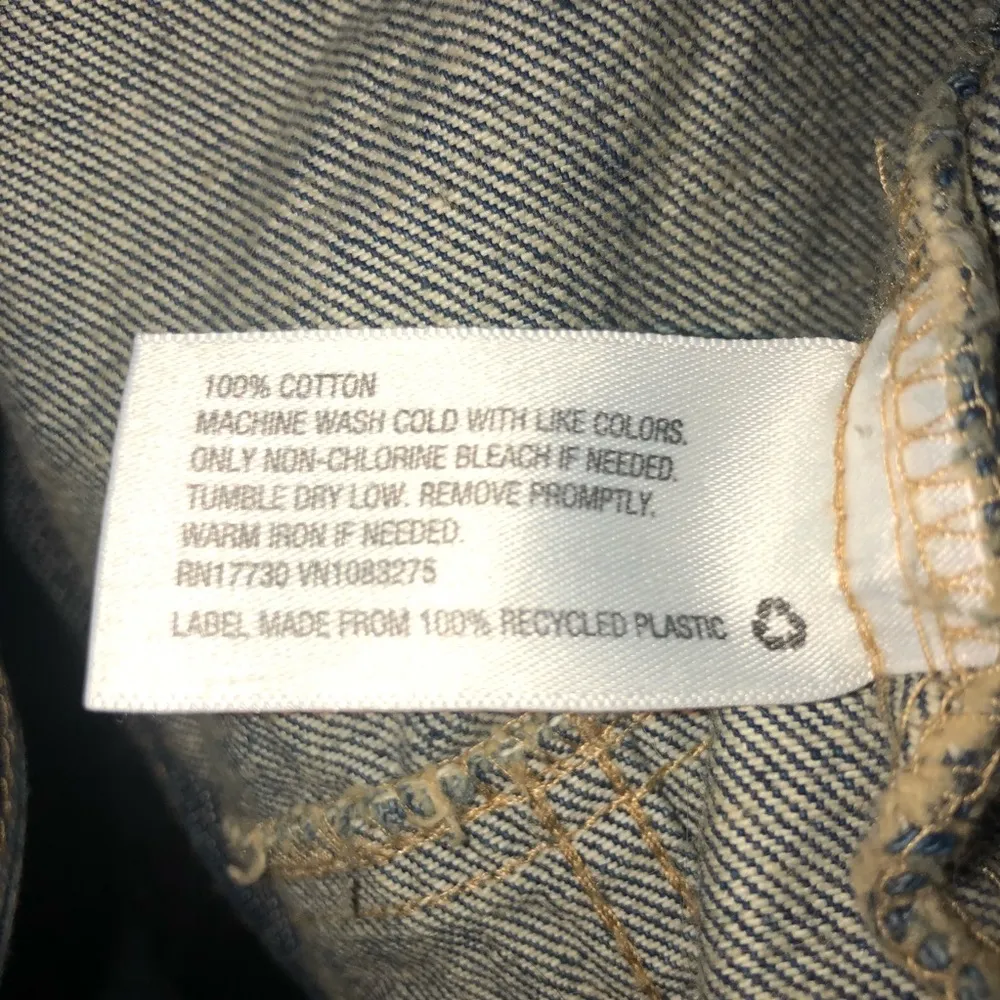 100% COTTON
MACHINE WASH COLD WITH LIKE COLORS.
ONLY NON-CHLORINE BLEACH IF NEEDED.
TUMBLE DRY LOW. REMOVE PROMPTLY.
WARM IRON IF NEEDED.
RN17730 VN1083275
LABEL MADE FROM 100% RECYCLED PLASTIC